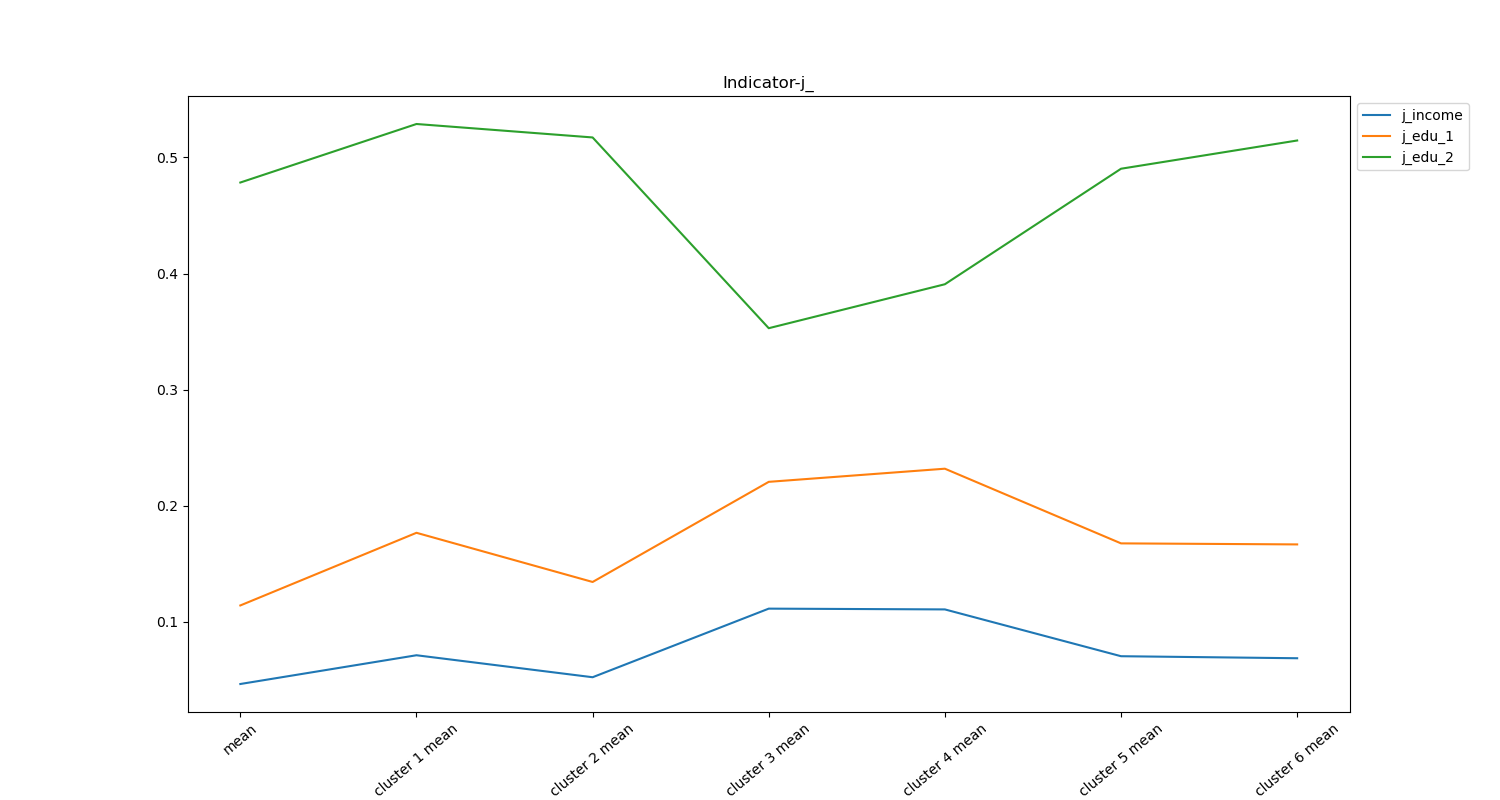 Indicator-j_
j_income
j_edu_1
j_edu_2
0.5
0.4
0.3
0.2
0.1
mean
cluster 1 mean
cluster 2 mean
cluster 3 mean
cluster 4 mean
cluster 5 mean
cluster 6 mean